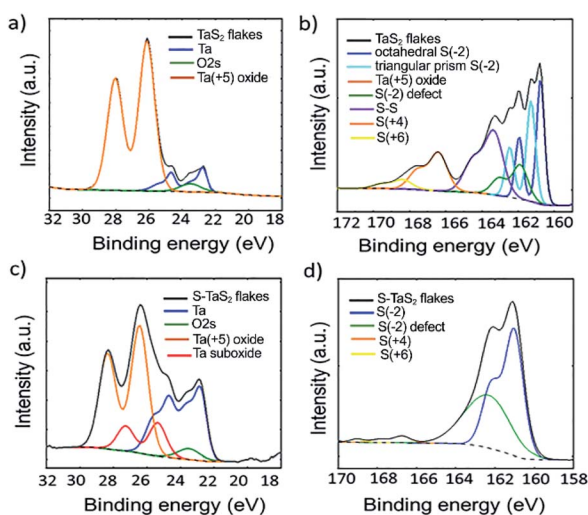 a)
Intensity (a.u.)
TaS₂ flakes
Ta
O2s
Ta(+5) oxide
32 30 28 26 24 22 20 18
Binding energy (eV)
b)
Intensity (a.u.)
TaS₂ flakes
octahedral S(-2)
triangular prism S(-2)
Ta(+5) oxide
S(-2) defect
S-S
S(+4)
S(+6)
172 170 168 166 164 162 160 159
Binding energy (eV)
c)
Intensity (a.u.)
S-TaS₂ flakes
Ta
O2s
Ta(+5) oxide
Ta suboxide
32 30 28 26 24 22 20 18
Binding energy (eV)
d)
Intensity (a.u.)
S-TaS₂ flakes
S(-2)
S(-2) defect
S(+4)
S(+6)
170 168 166 164 162 160 158
Binding energy (eV)